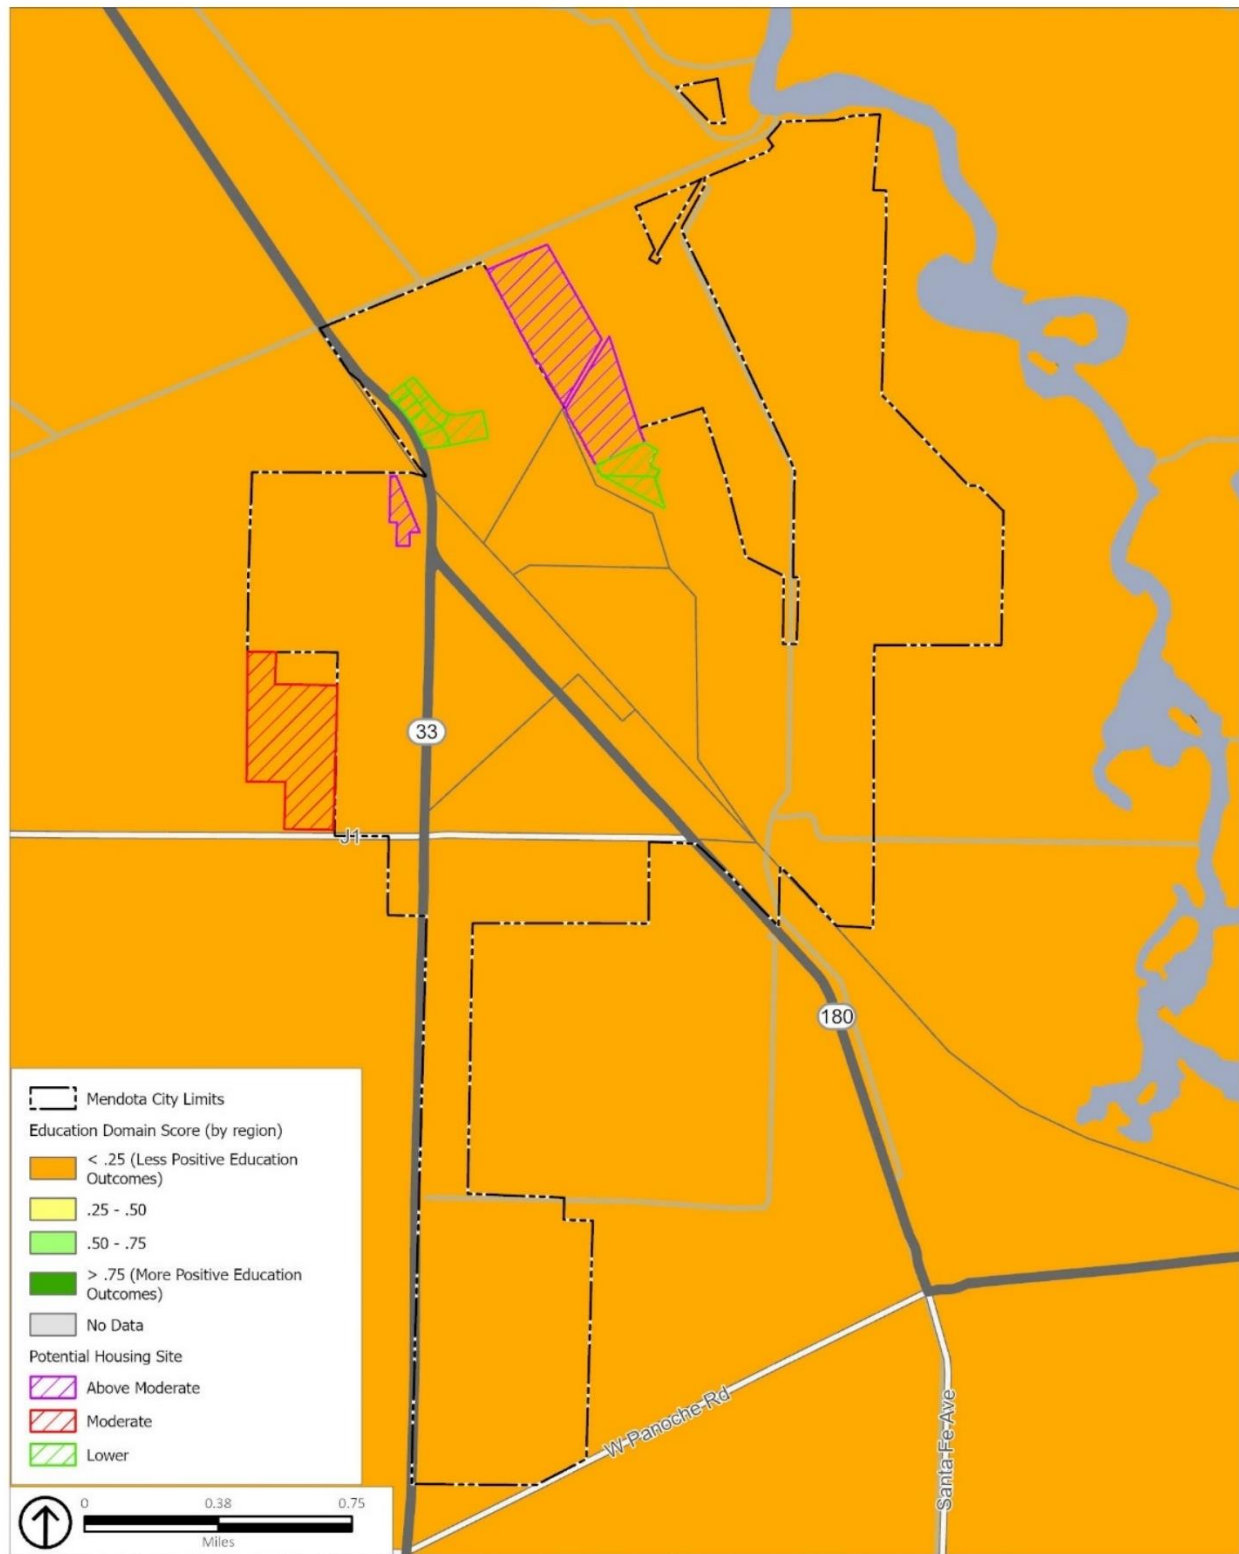 33
J1
180
W Panoche Rd
Santa Fe Ave
Mendota City Limits
Education Domain Score (by region)
< .25 (Less Positive Education
Outcomes)
.25 - .50
.50 - .75
> .75 (More Positive Education
Outcomes)
No Data
Potential Housing Site
Above Moderate
Moderate
Lower
0 0.38 0.75
Miles